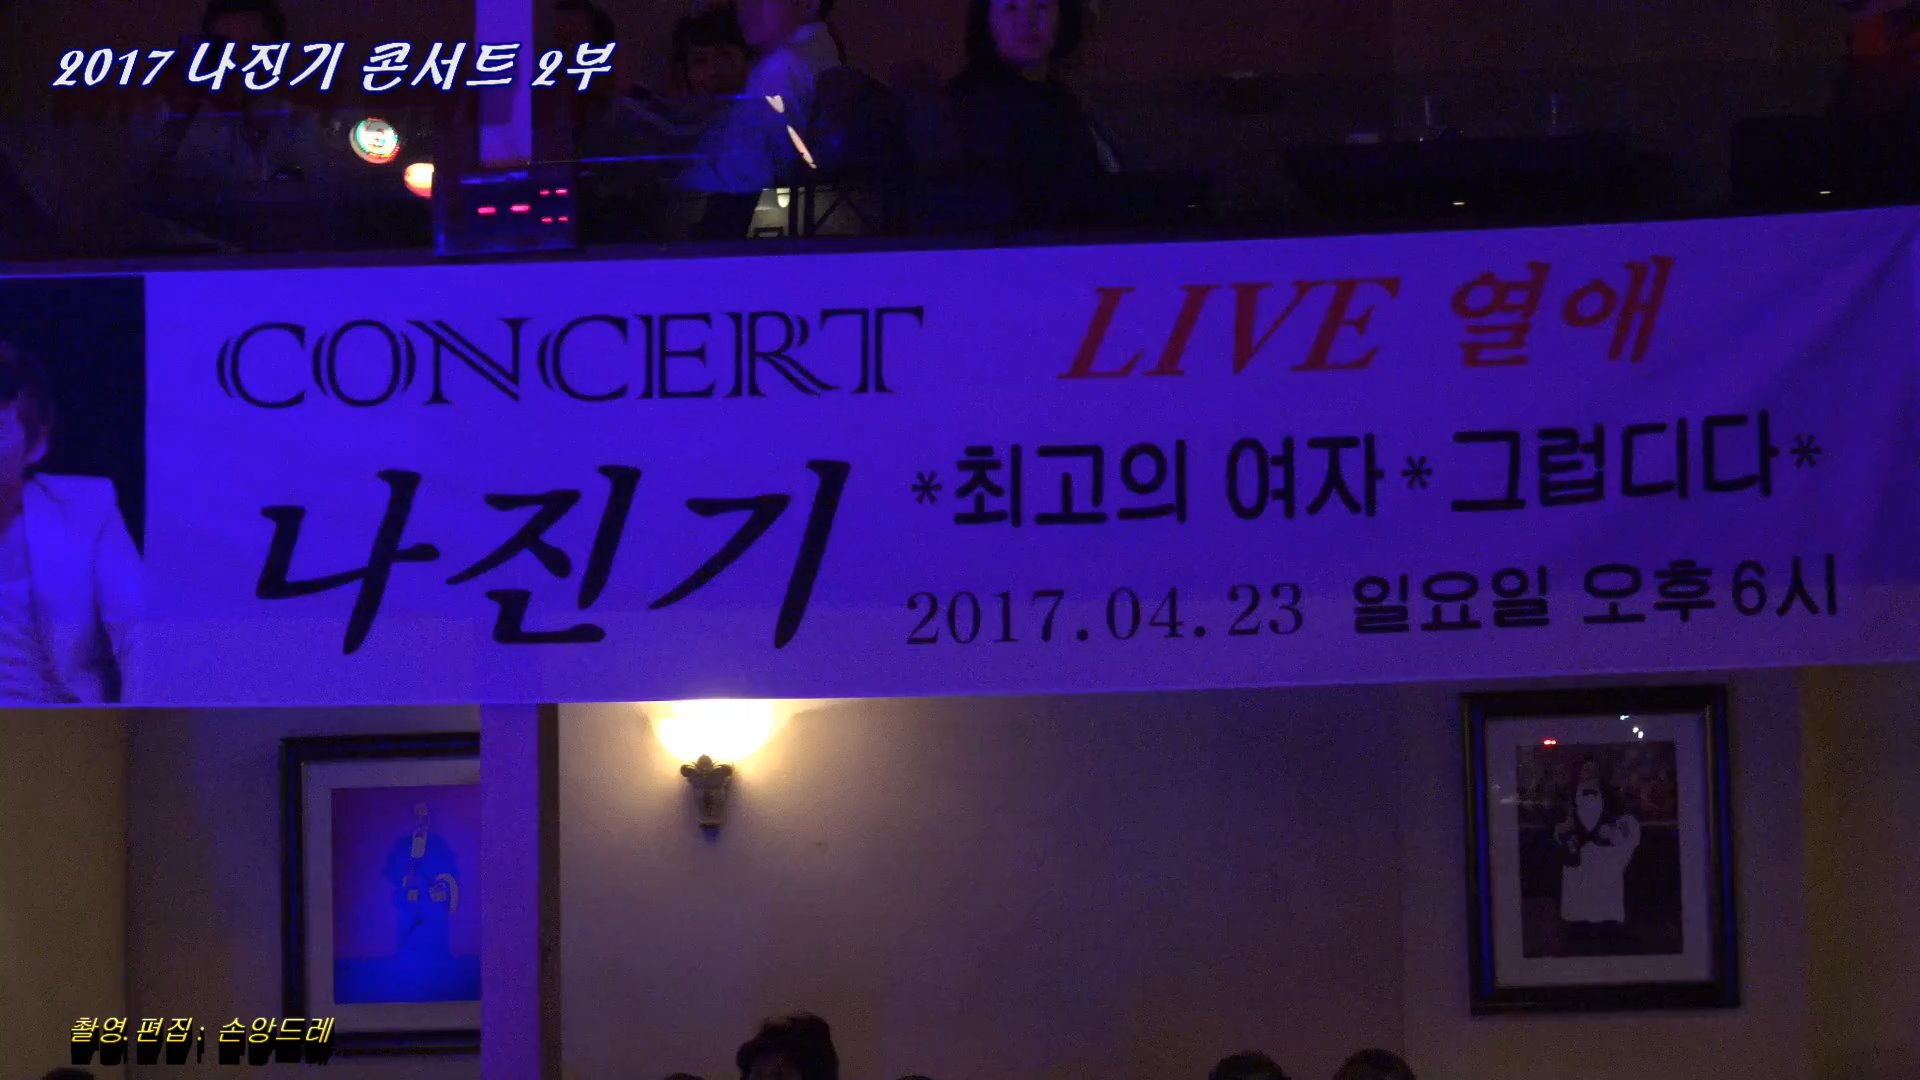 2017 나진기 콘서트 2부
CONCERT LIVE 열애
나진기 *최고의 여자*그럽디다*
2017.04.23 일요일 오후6시
촬영.편집: 손앙드레